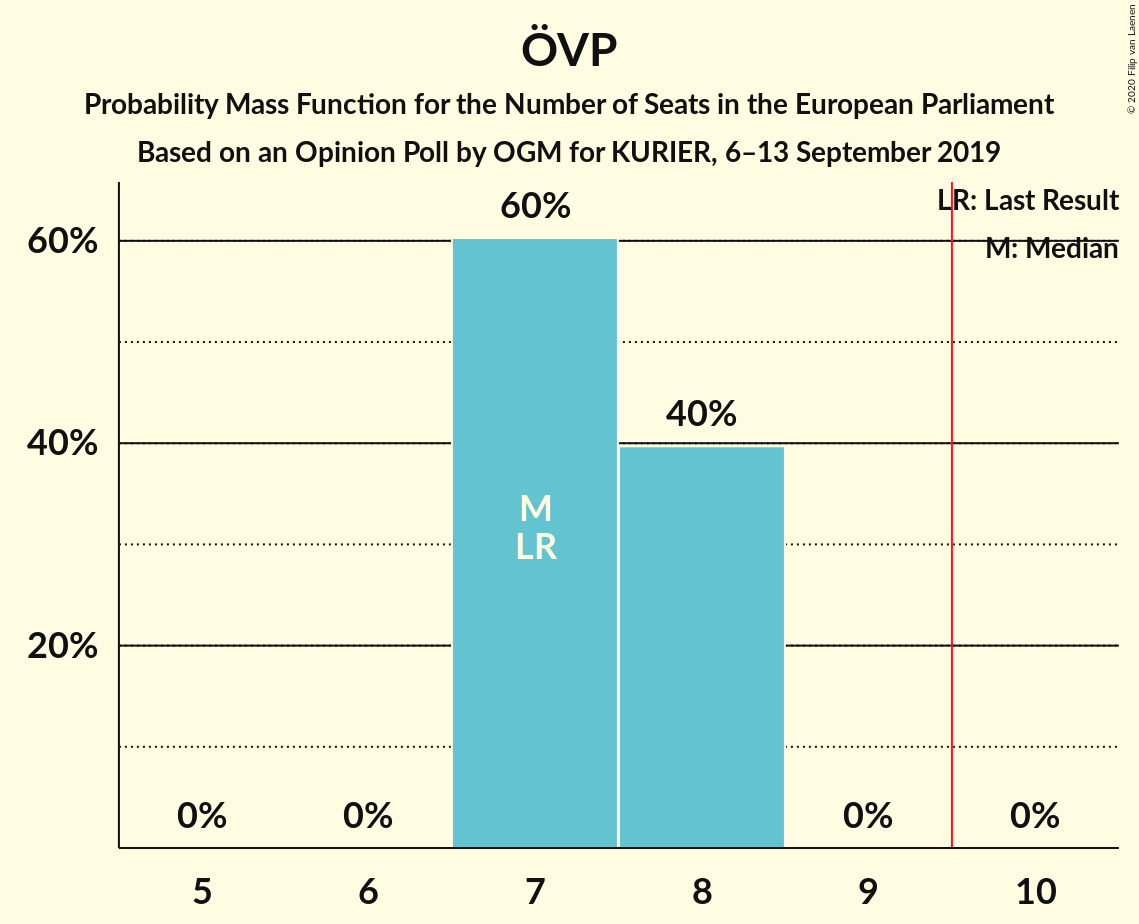 ÖVP
Probability Mass Function for the Number of Seats in the European Parliament
Based on an Opinion Poll by OGM for KURIER, 6–13 September 2019
© 2020 Filip van Laenen
LR: Last Result
M: Median
60%
40%
20%
0%
0%
60%
40%
0%
0%
M
LR
5
6
7
8
9
10